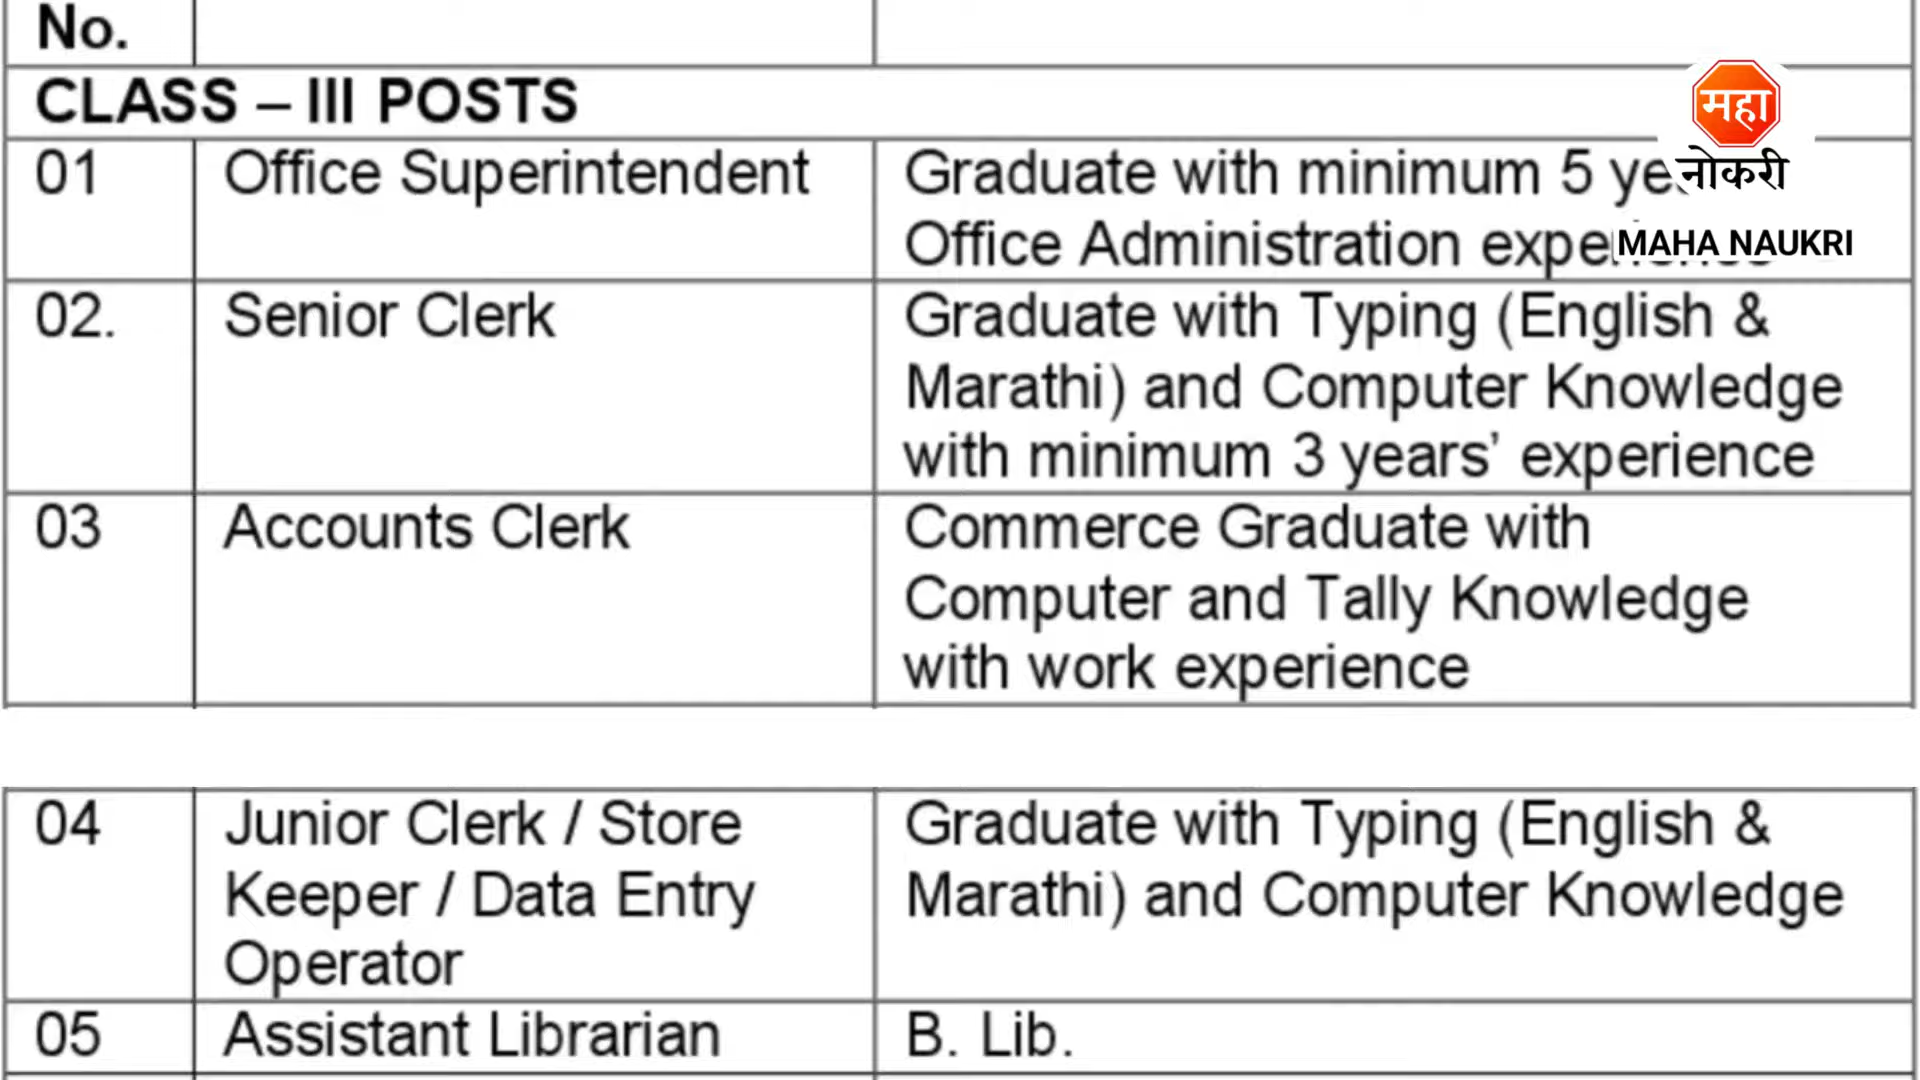 No.
CLASS – III POSTS
01 Office Superintendent Graduate with minimum 5
Office Administration
02. Senior Clerk Graduate with Typing (English &
Marathi) and Computer Knowledge
with minimum 3 years’ experience
03 Accounts Clerk Commerce Graduate with
Computer and Tally Knowledge
with work experience
04 Junior Clerk / Store Graduate with Typing (English &
Keeper / Data Entry Marathi) and Computer Knowledge
Operator
05 Assistant Librarian B. Lib.
महा
नोकरी
MAHA NAUKRI